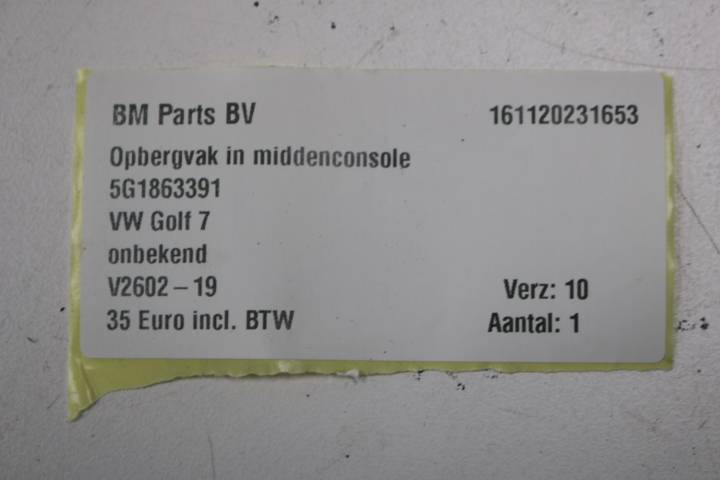 BM Parts BV 161120231653
Opbergvak in middenconsole
5G1863391
VW Golf 7
onbekend
V2602 – 19 Verz: 10
35 Euro incl. BTW Aantal: 1